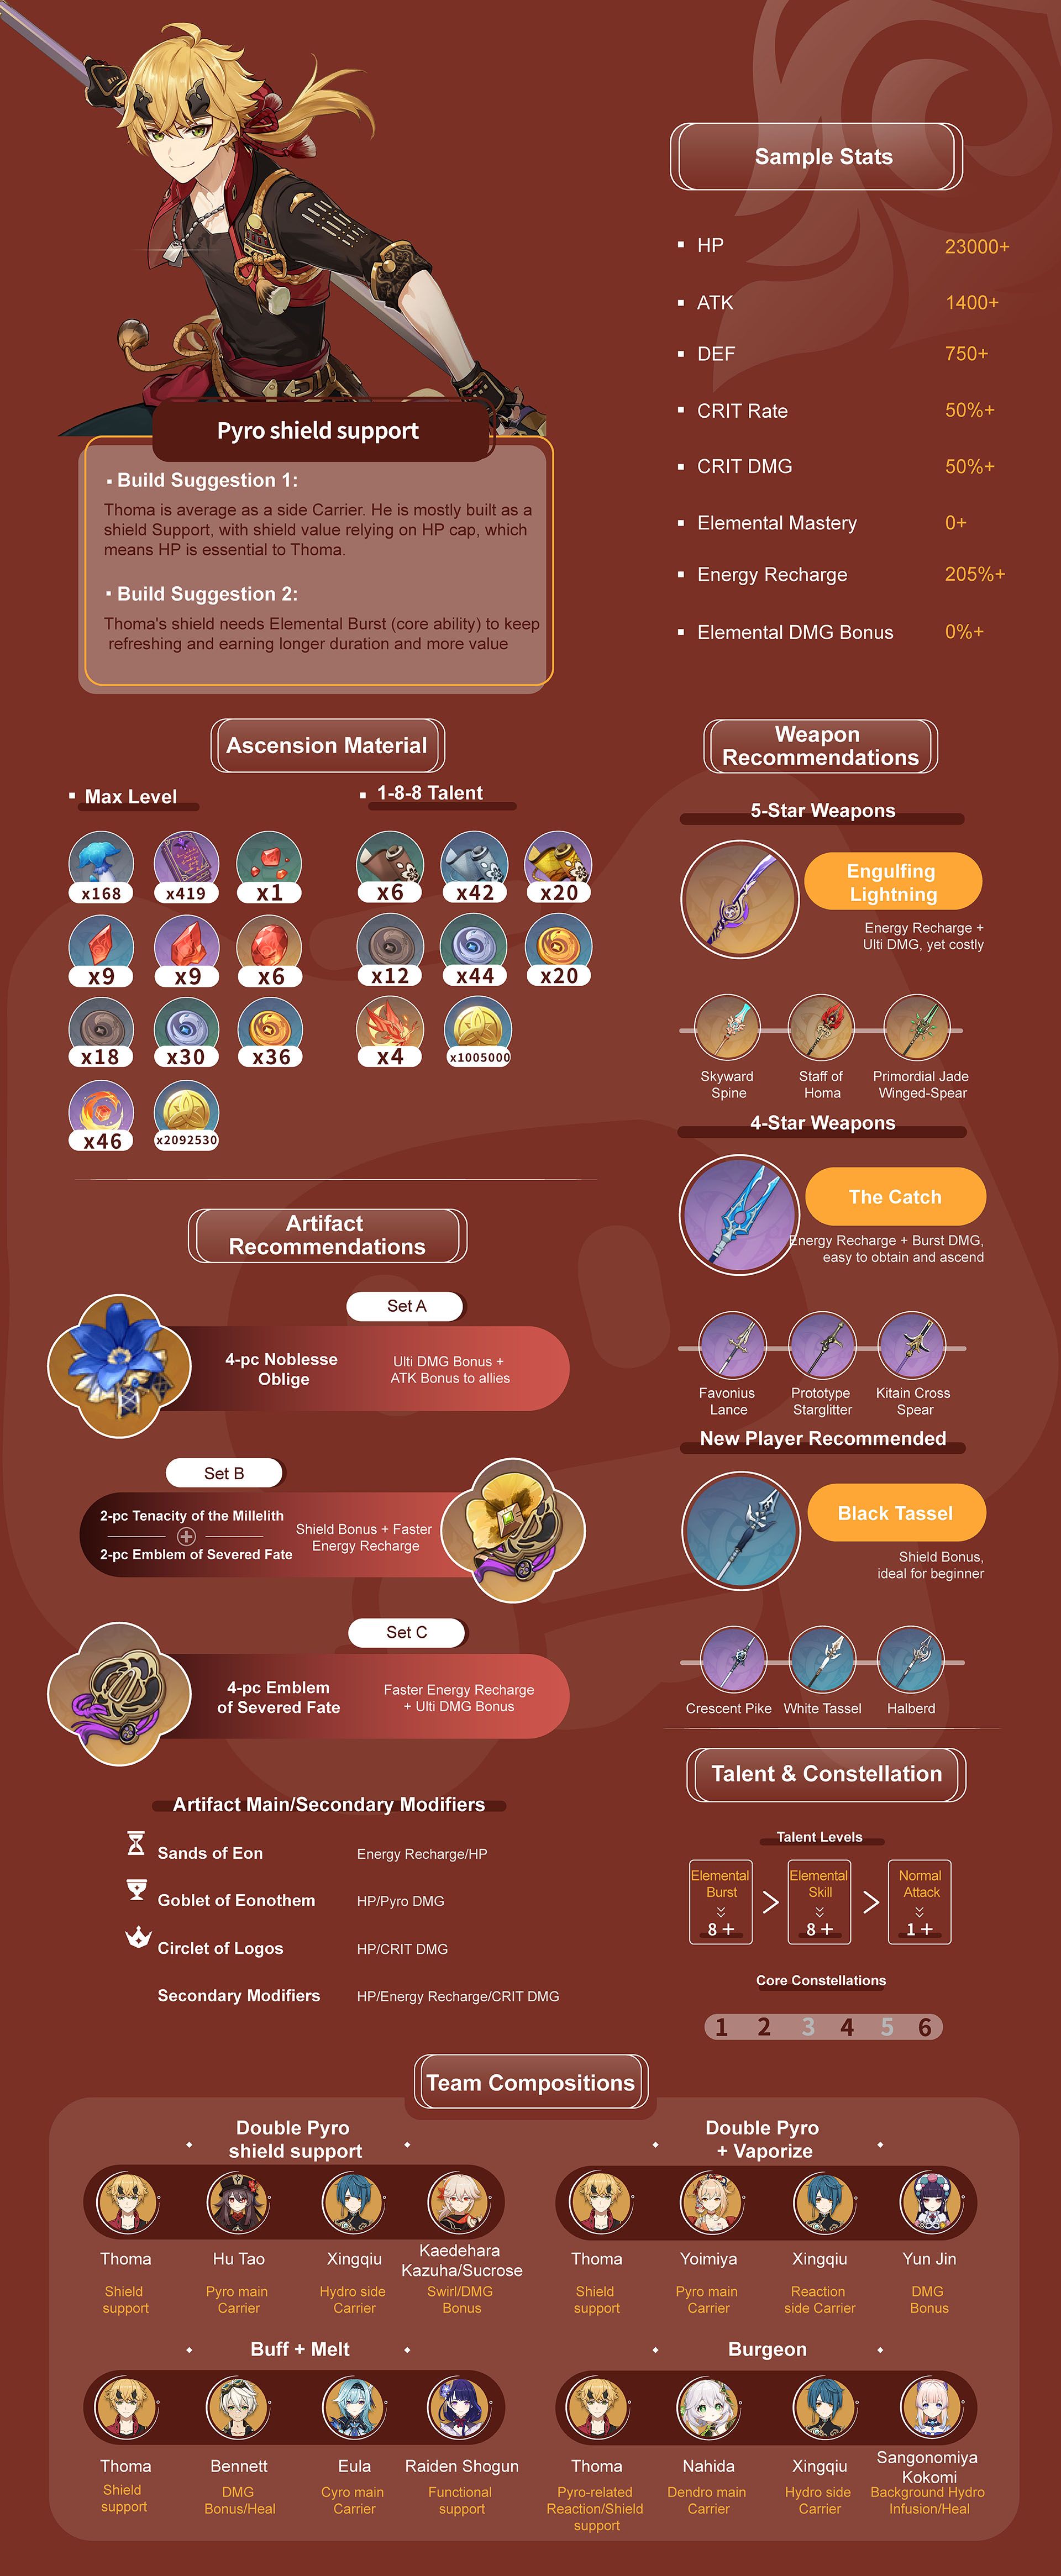 Sample Stats
HP
23000+
ATK
1400+
DEF
750+
CRIT Rate
50%+
CRIT DMG
50%+
Elemental Mastery
0+
Energy Recharge
205%+
Elemental DMG Bonus
0%+
Pyro shield support
Build Suggestion 1:
Thoma is average as a side Carrier. He is mostly built as a
shield Support, with shield value relying on HP cap, which
means HP is essential to Thoma.
Build Suggestion 2:
Thoma's shield needs Elemental Burst (core ability) to keep
refreshing and earning longer duration and more value
Ascension Material
Max Level
x168
x419
x1
x9
x9
x6
x18
x30
x36
x46
x2092530
1-8-8 Talent
x6
x42
x20
x12
x44
x20
x4
x1005000
Artifact
Recommendations
Set A
4-pc Noblesse
Oblige
Ulti DMG Bonus +
ATK Bonus to allies
Set B
2-pc Tenacity of the Millelith
2-pc Emblem of Severed Fate
Shield Bonus + Faster
Energy Recharge
Set C
4-pc Emblem
of Severed Fate
Faster Energy Recharge
+ Ulti DMG Bonus
Artifact Main/Secondary Modifiers
Sands of Eon
Energy Recharge/HP
Goblet of Eonothem
HP/Pyro DMG
Circlet of Logos
HP/CRIT DMG
Secondary Modifiers
HP/Energy Recharge/CRIT DMG
Weapon
Recommendations
5-Star Weapons
Engulfing
Lightning
Energy Recharge +
Ulti DMG, yet costly
Skyward
Spine
Staff of
Homa
Primordial Jade
Winged-Spear
4-Star Weapons
The Catch
Energy Recharge + Burst DMG,
easy to obtain and ascend
Favonius
Lance
Prototype
Starglitter
Kitain Cross
Spear
New Player Recommended
Black Tassel
Shield Bonus,
ideal for beginner
Crescent Pike
White Tassel
Halberd
Talent & Constellation
Talent Levels
Elemental
Burst
8 +
Elemental
Skill
8 +
Normal
Attack
1 +
Core Constellations
1 2 3 4 5 6
Team Compositions
Double Pyro
shield support
Thoma
Shield
support
Hu Tao
Pyro main
Carrier
Xingqiu
Hydro side
Carrier
Kaedehara
Kazuha/Sucrose
Swirl/DMG
Bonus
Double Pyro
+ Vaporize
Thoma
Shield
support
Yoimiya
Pyro main
Carrier
Xingqiu
Reaction
side Carrier
Yun Jin
DMG
Bonus
Buff + Melt
Thoma
Shield
support
Bennett
DMG
Bonus/Heal
Eula
Cyro main
Carrier
Raiden Shogun
Functional
support
Burgeon
Thoma
Pyro-related
Reaction/Shield
support
Nahida
Dendro main
Carrier
Xingqiu
Hydro side
Carrier
Sangonomiya
Kokomi
Background Hydro
Infusion/Heal